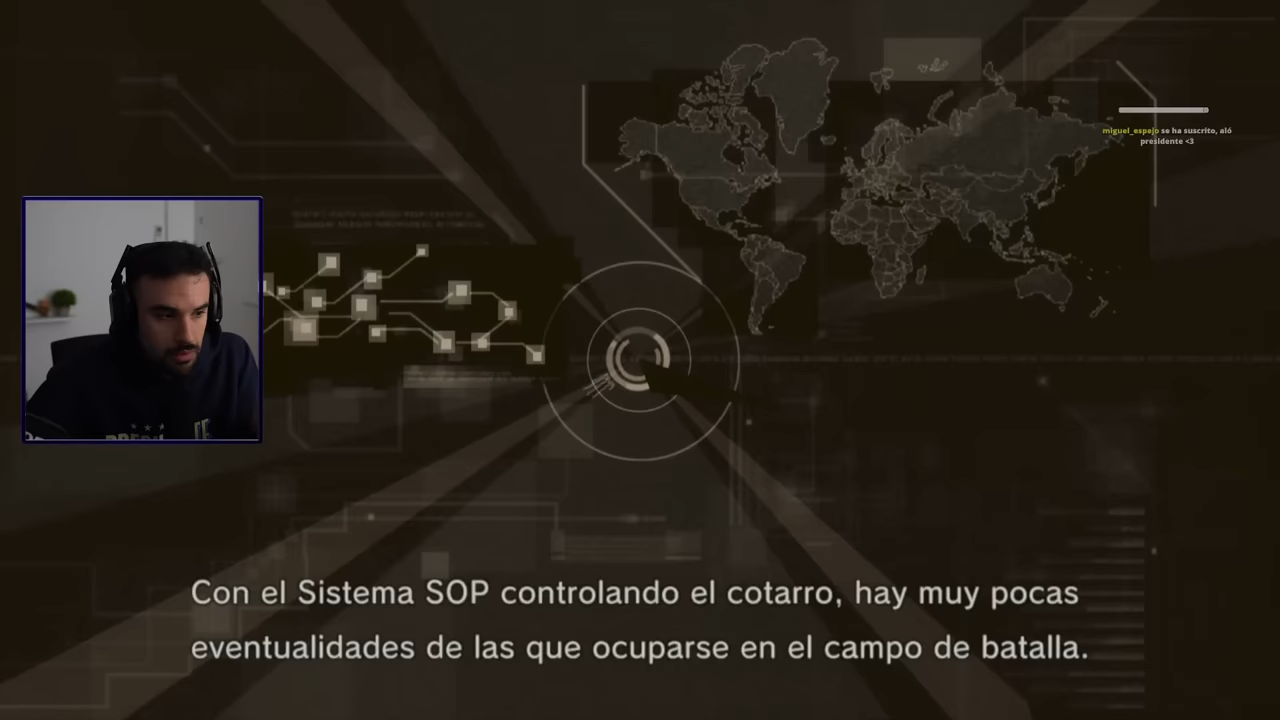 miguel_espejo se ha suscrito, aló
presidente <3
Con el Sistema SOP controlando el cotarro, hay muy pocas
eventualidades de las que ocuparse en el campo de batalla.